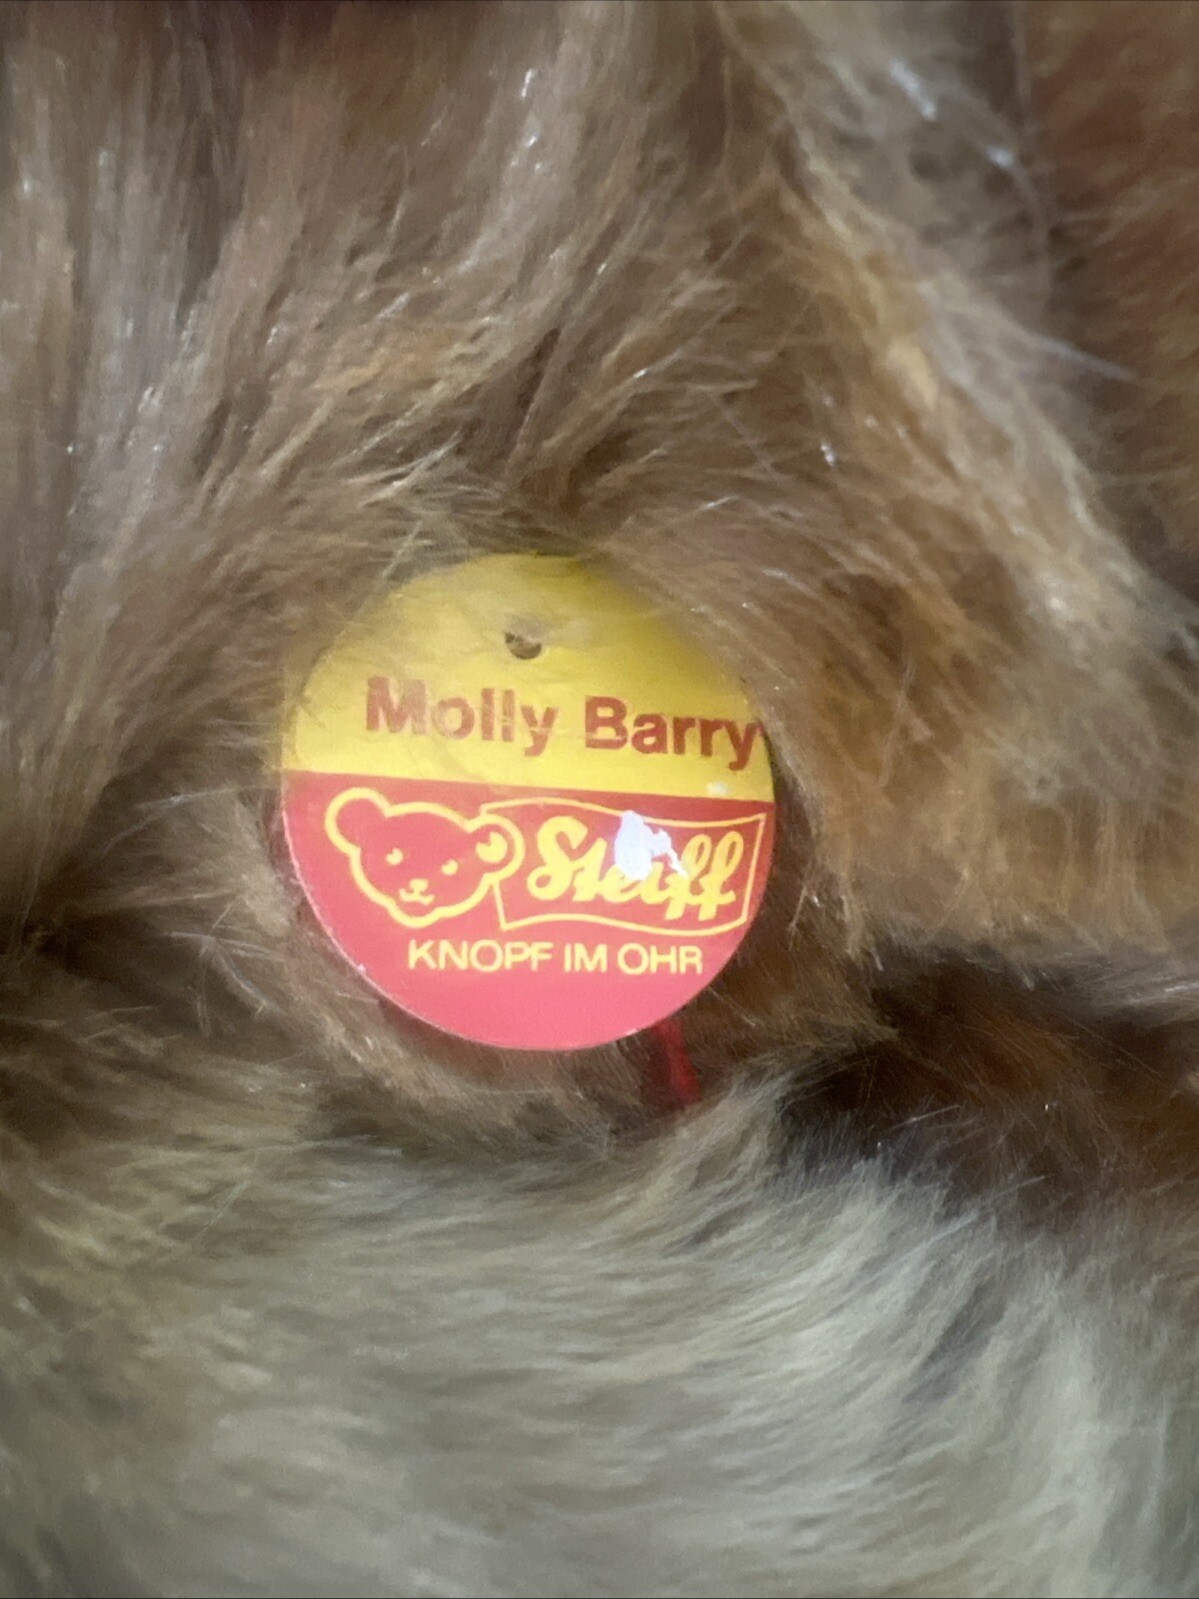 Molly Barry
Steiff
KNOPF IM OHR